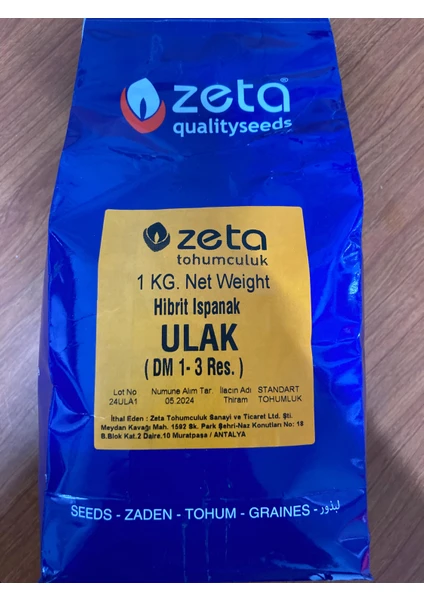 zeta®
qualityseeds
zeta
tohumculuk
1 KG. Net Weight
Hibrit Ispanak
ULAK
( DM 1- 3 Res. )
Lot No Numune Alım Tar. İlacın Adı STANDART
24ULA1 05.2024 Thiram TOHUMLUK
İthal Eden : Zeta Tohumculuk Sanayi ve Ticaret Ltd. Şti.
Meydan Kavağı Mah. 1592 Sk. Park Şehri-Naz Konutları No: 18
B.Blok Kat.2 Daire.10 Muratpaşa / ANTALYA
SEEDS - ZADEN - TOHUM - GRAINES - لبذور